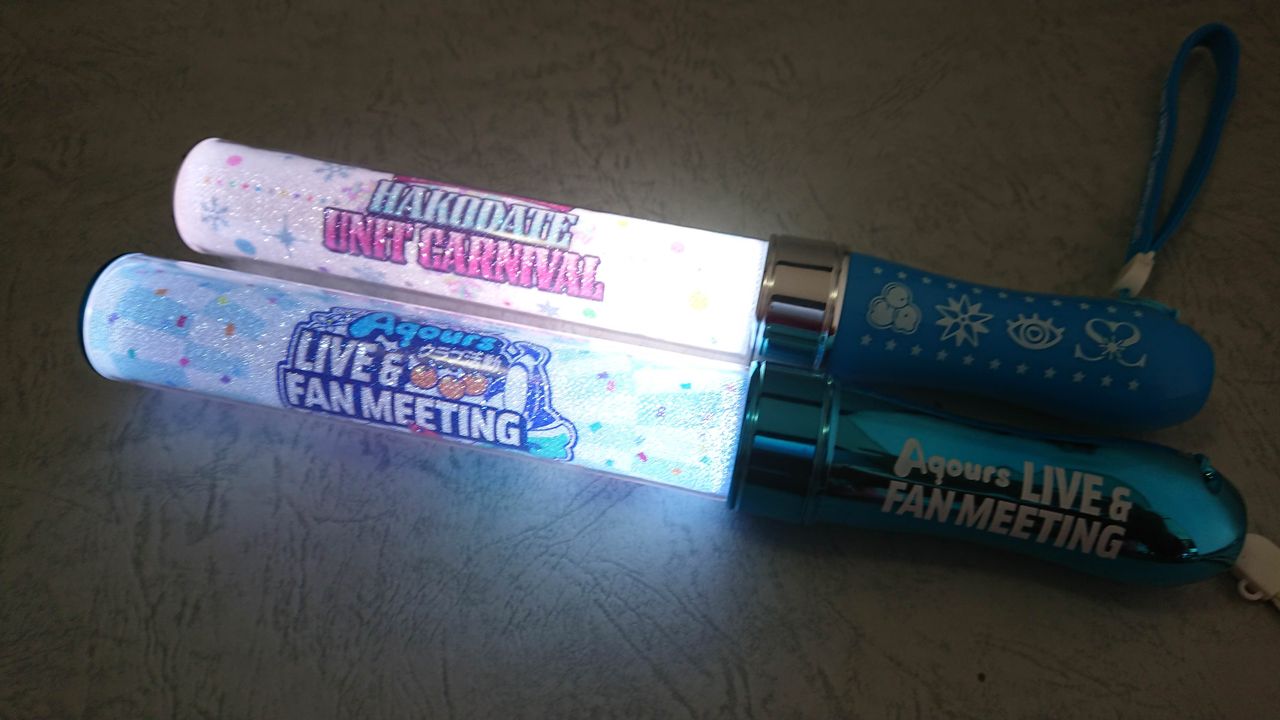 HAKODATE
UNIT CARNIVAL
Aqours
LIVE &
FAN MEETING
Aqours LIVE &
FAN MEETING